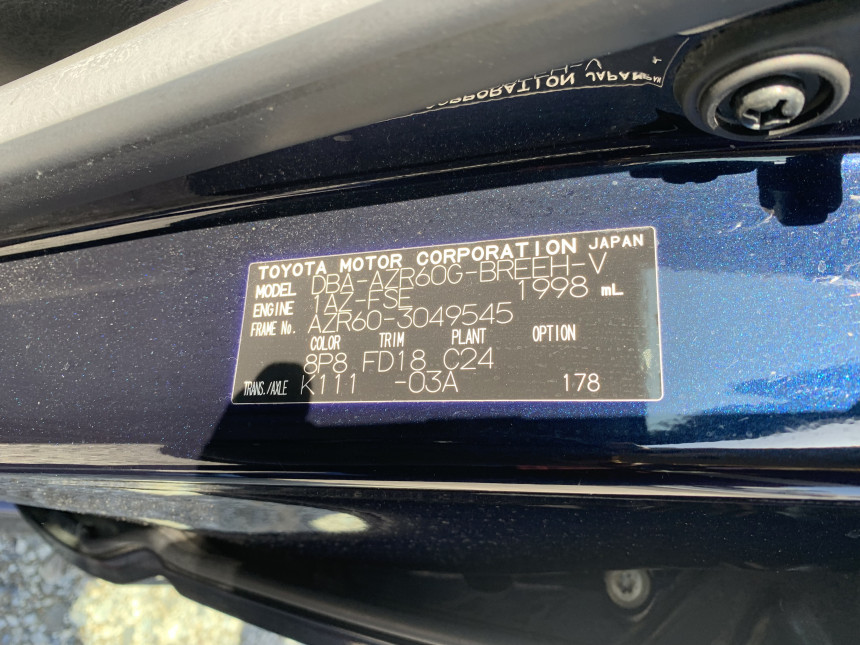 TOYOTA MOTOR CORPORATION JAPAN
MODEL DBA-AZR60G-BREEH-V
ENGINE 1AZ-FSE 1998 mL
FRAME No. AZR60-3049545
COLOR TRIM PLANT OPTION
8P8 FD18 C24
TRANS./AXLE K111 -03A 178